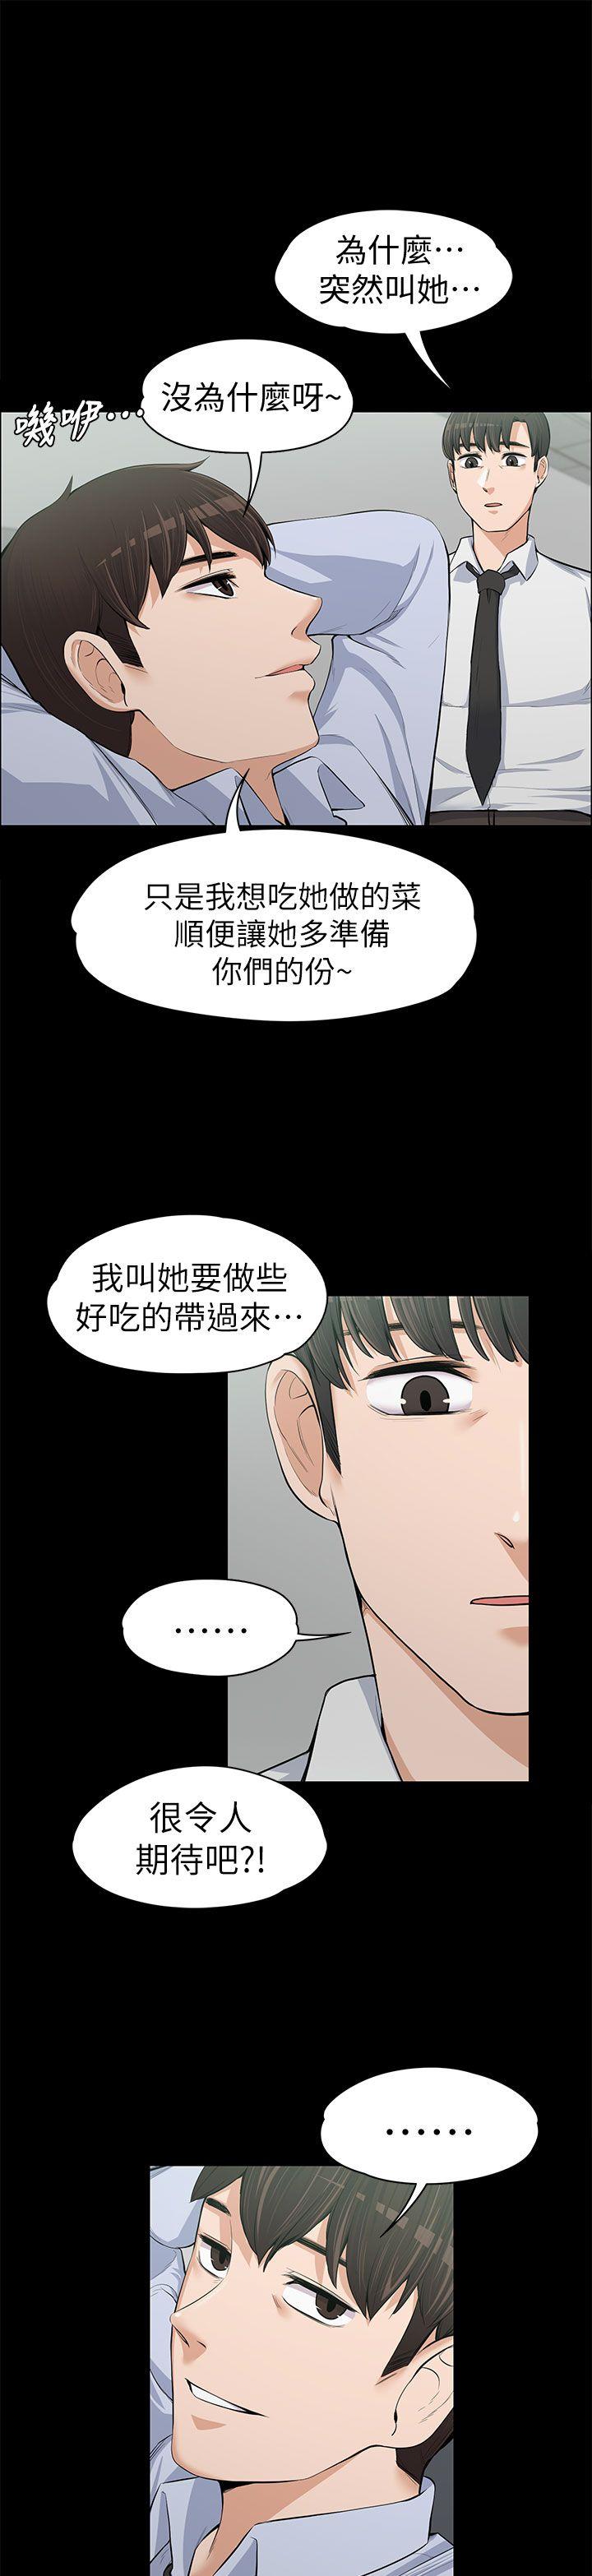 為什麼⋯
突然叫她⋯
沒為什麼呀~
嘰咿⋯
只是我想吃她做的菜
順便讓她多準備
你們的份~
我叫她要做些
好吃的帶過來⋯
⋯⋯
很令人
期待吧?!
⋯⋯